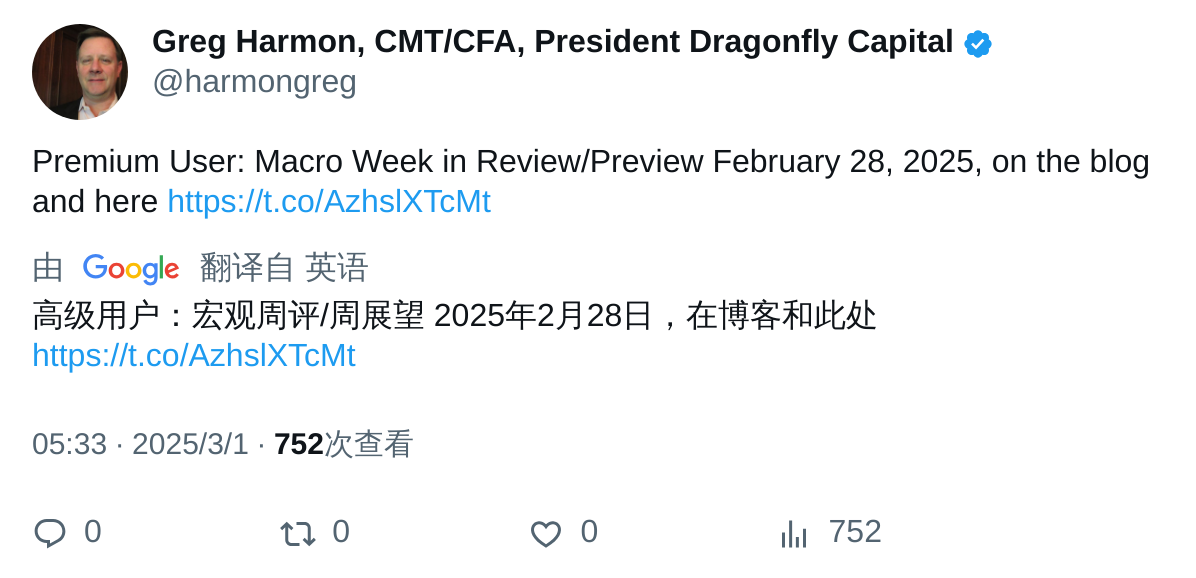 Greg Harmon, CMT/CFA, President Dragonfly Capital
@harmongreg
Premium User: Macro Week in Review/Preview February 28, 2025, on the blog
and here https://t.co/AzhslXTcMt
由 Google 翻译自 英语
高级用户：宏观周评/周展望 2025年2月28日，在博客和此处
https://t.co/AzhslXTcMt
05:33 · 2025/3/1 · 752次查看
0 0 0 752